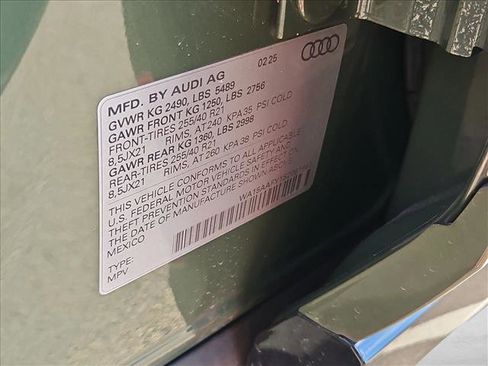 MFD. BY AUDI AG 02 25
GVWR KG 2490, LBS 5489
GAWR FRONT KG 1250, LBS 2756
FRONT-TIRES 255/40 R21
8,5JX21 RIMS, AT240 KPA 35 PSI COLD
GAWR REAR KG 1360, LBS 2998
REAR-TIRES 255/40 R21
8,5JX21 RIMS, AT 260 KPA 38 PSI COLD
THIS VEHICLE CONFORMS TO ALL APPLICABLE
U.S. FEDERAL MOTOR VEHICLE SAFETY AND
THEFT PREVENTION STANDARDS IN EFFECT ON
THE DATE OF MANUFACTURE SHOWN ABOVE.
MEXICO
TYPE:
MPV